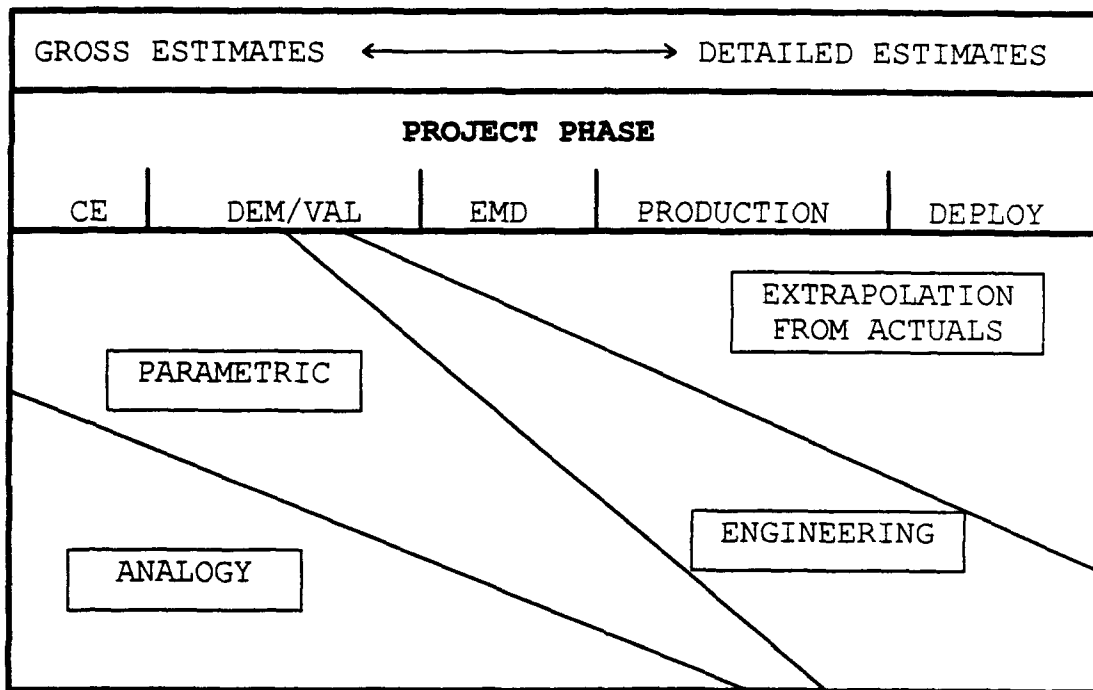 GROSS ESTIMATES DETAILED ESTIMATES
PROJECT PHASE
CE DEM/VAL EMD PRODUCTION DEPLOY
EXTRAPOLATION
FROM ACTUALS
PARAMETRIC
ENGINEERING
ANALOGY